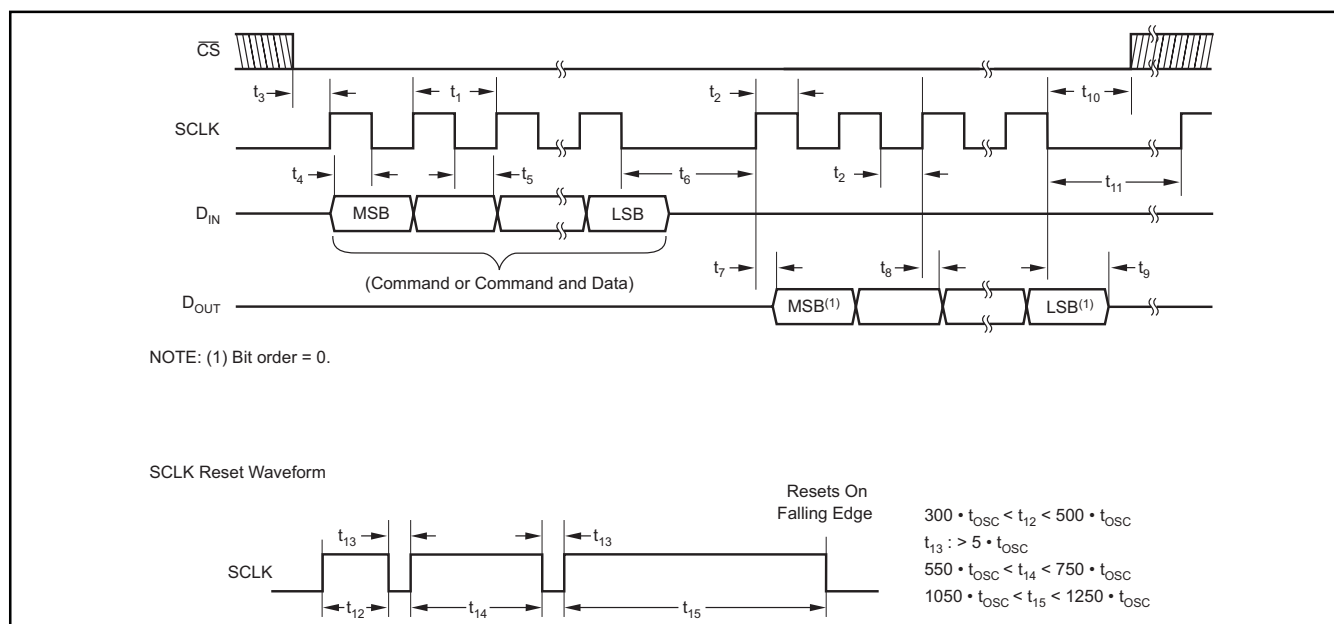 CS
t3
t1
t2
t10
SCLK
t4
t5
t6
t2
t11
DIN
MSB
LSB
(Command or Command and Data)
t7
t8
t9
DOUT
MSB(1)
LSB(1)
NOTE: (1) Bit order = 0.
SCLK Reset Waveform
Resets On
Falling Edge
300 • tOSC < t12 < 500 • tOSC
t13 : > 5 • tOSC
550 • tOSC < t14 < 750 • tOSC
1050 • tOSC < t15 < 1250 • tOSC
t13
t13
SCLK
t12
t14
t15